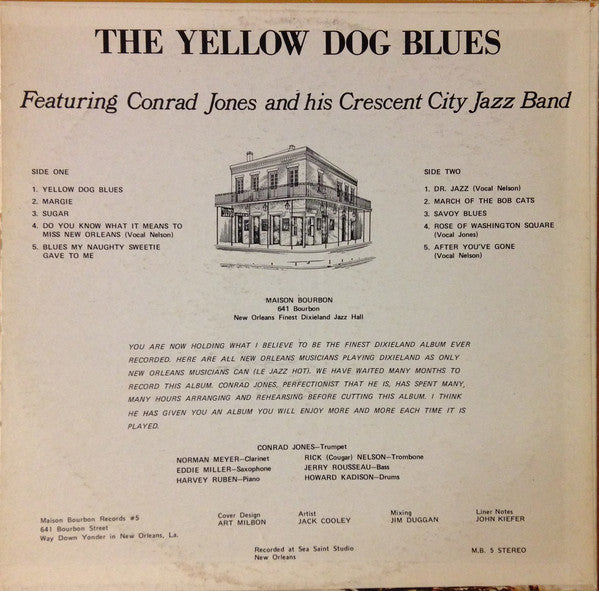 THE YELLOW DOG BLUES
Featuring Conrad Jones and his Crescent City Jazz Band
SIDE ONE
1. YELLOW DOG BLUES
2. MARGIE
3. SUGAR
4. DO YOU KNOW WHAT IT MEANS TO
MISS NEW ORLEANS (Vocal Nelson)
5. BLUES MY NAUGHTY SWEETIE
GAVE TO ME
SIDE TWO
1. DR. JAZZ (Vocal Nelson)
2. MARCH OF THE BOB CATS
3. SAVOY BLUES
4. ROSE OF WASHINGTON SQUARE
(Vocal Jones)
5. AFTER YOU'VE GONE
(Vocal Nelson)
MAISON BOURBON
641 Bourbon
New Orleans Finest Dixieland Jazz Hall
YOU ARE NOW HOLDING WHAT I BELIEVE TO BE THE FINEST DIXIELAND ALBUM EVER
RECORDED. HERE ARE ALL NEW ORLEANS MUSICIANS PLAYING DIXIELAND AS ONLY
NEW ORLEANS MUSICIANS CAN (LE JAZZ HOT). WE HAVE WAITED MANY MONTHS TO
RECORD THIS ALBUM. CONRAD JONES, PERFECTIONIST THAT HE IS, HAS SPENT MANY,
MANY HOURS ARRANGING AND REHEARSING BEFORE CUTTING THIS ALBUM. I THINK
HE HAS GIVEN YOU AN ALBUM YOU WILL ENJOY MORE AND MORE EACH TIME IT IS
PLAYED.
CONRAD JONES—Trumpet
NORMAN MEYER—Clarinet
RICK (Cougar) NELSON—Trombone
EDDIE MILLER—Saxophone
JERRY ROUSSEAU—Bass
HARVEY RUBEN—Piano
HOWARD KADISON—Drums
Maison Bourbon Records #5
641 Bourbon Street
Way Down Yonder in New Orleans, La.
Cover Design
ART MILBON
Artist
JACK COOLEY
Mixing
JIM DUGGAN
Liner Notes
JOHN KIEFER
Recorded at Sea Saint Studio
New Orleans
M.B. 5 STEREO